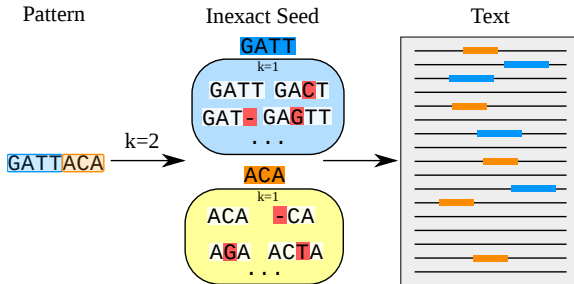 Pattern
Inexact Seed
Text
GATT
k=1
GATT GACT
GAT- GAGTT
...
k=2
GATTACA
ACA
k=1
ACA -CA
AGA ACTA
...